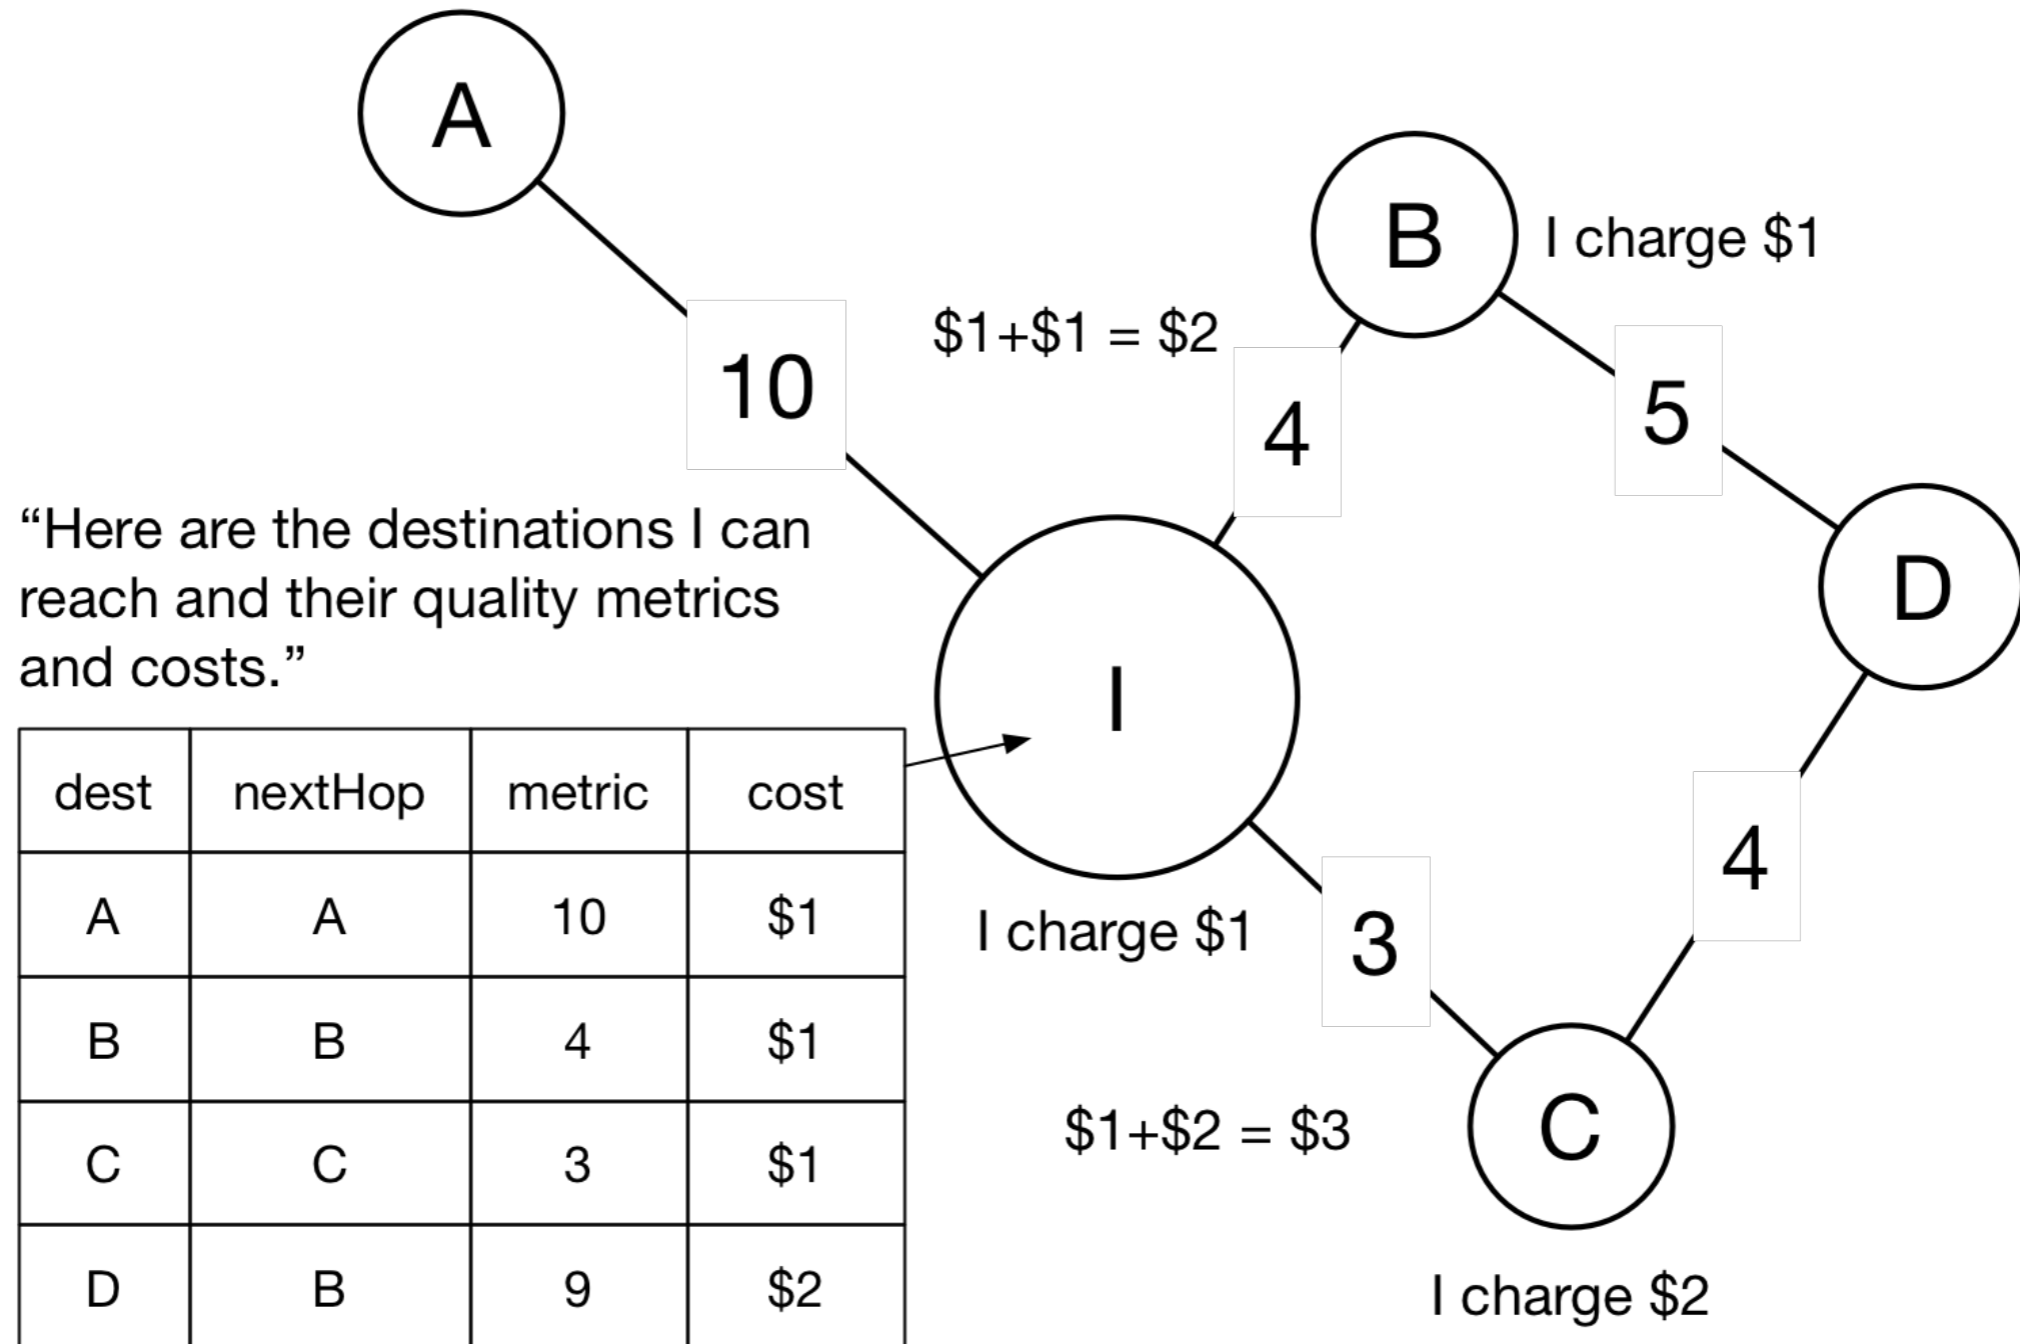 A
B
I charge $1
$1+$1 = $2
10
4
5
“Here are the destinations I can
reach and their quality metrics
and costs.”
D
I
dest nextHop metric cost
A A 10 $1
B B 4 $1
C C 3 $1
D B 9 $2
I charge $1
3
4
$1+$2 = $3
C
I charge $2